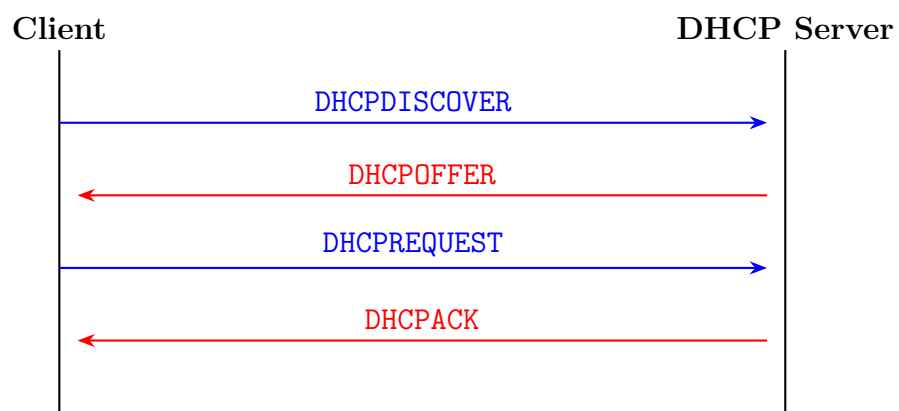 Client
DHCP Server
DHCPDISCOVER
DHCPOFFER
DHCPREQUEST
DHCPACK